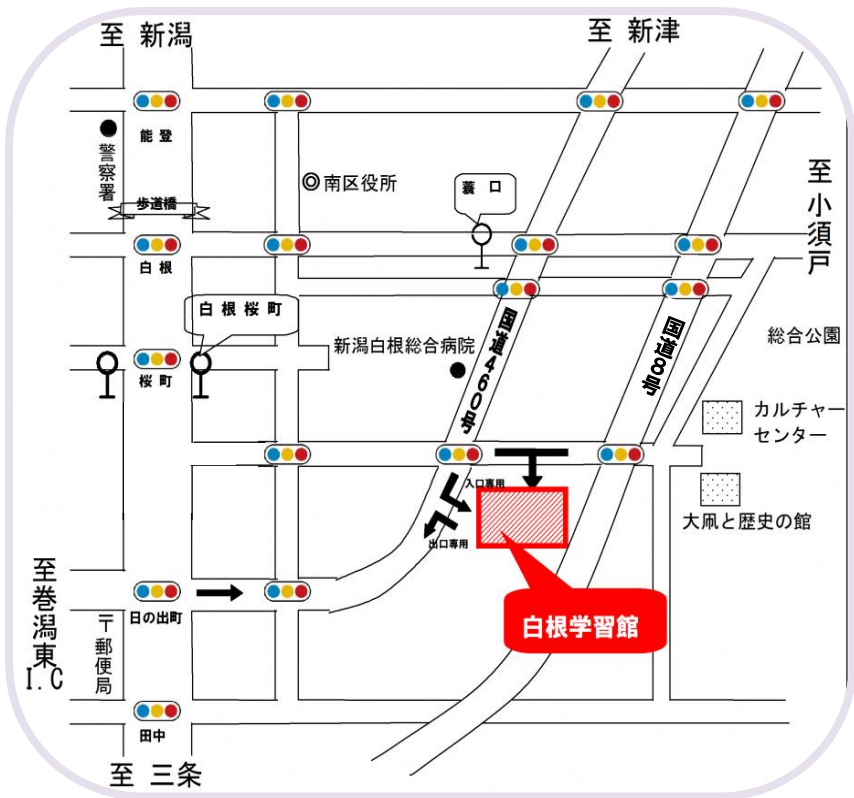 至 新潟
至 新津
能登
警察署
南区役所
蓑口
至小須戸
歩道橋
白根
白根桜町
新潟白根総合病院
国道460号
国道8号
総合公園
桜町
カルチャー
センター
入口専用
大凧と歴史の館
出口専用
至巻潟東I.C
日の出町
白根学習館
〒郵便局
田中
至 三条